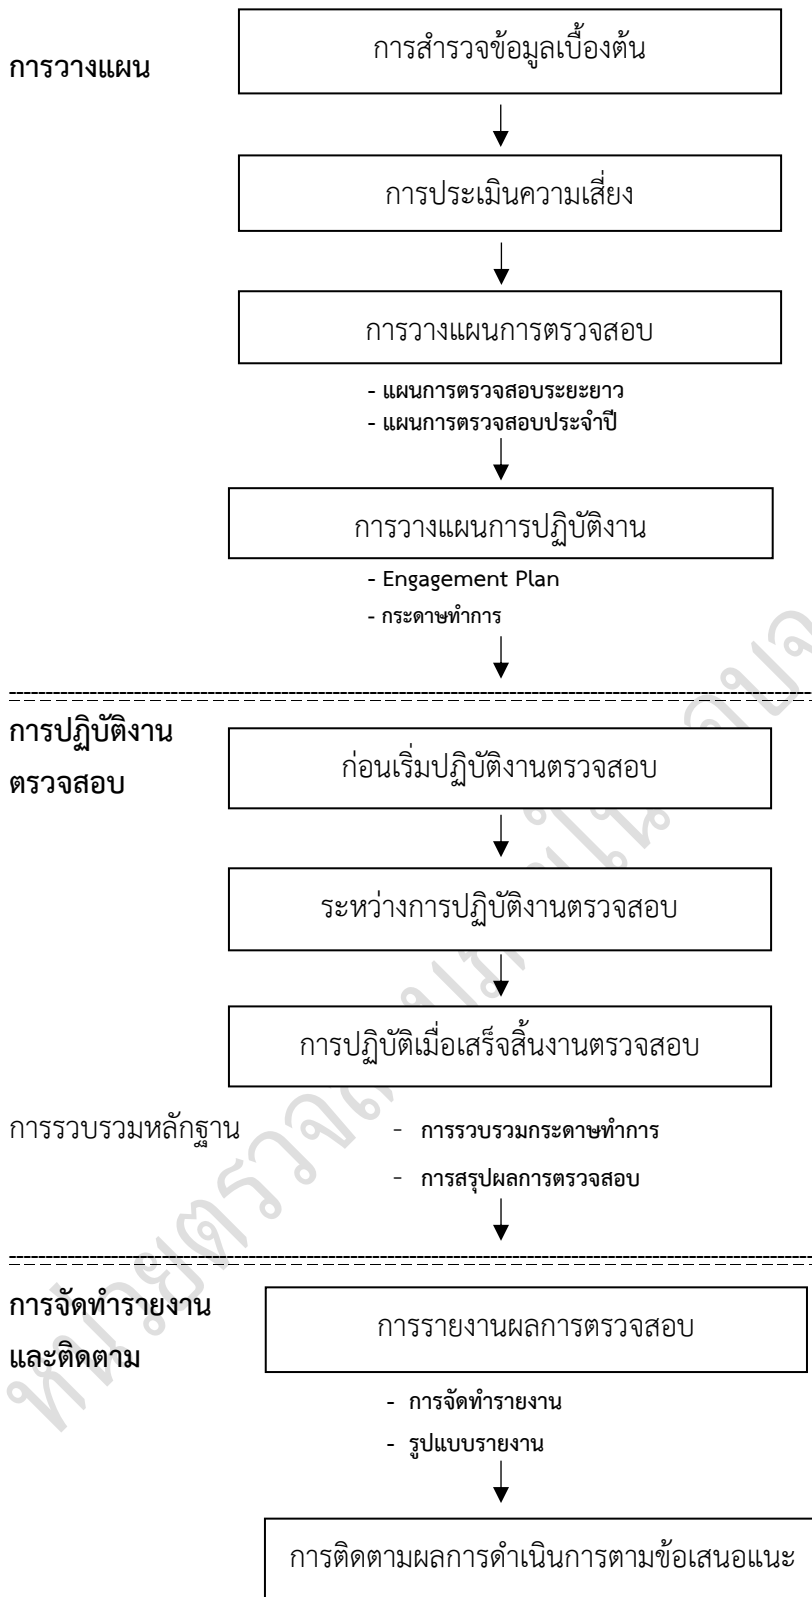 การวางแผน
การสำรวจข้อมูลเบื้องต้น
การประเมินความเสี่ยง
การวางแผนการตรวจสอบ
- แผนการตรวจสอบระยะยาว
- แผนการตรวจสอบประจำปี
การวางแผนการปฏิบัติงาน
- Engagement Plan
- กระดาษทำการ
การปฏิบัติงาน
ตรวจสอบ
ก่อนเริ่มปฏิบัติงานตรวจสอบ
ระหว่างการปฏิบัติงานตรวจสอบ
การปฏิบัติเมื่อเสร็จสิ้นงานตรวจสอบ
การรวบรวมหลักฐาน
- การรวบรวมกระดาษทำการ
- การสรุปผลการตรวจสอบ
การจัดทำรายงาน
และติดตาม
การรายงานผลการตรวจสอบ
- การจัดทำรายงาน
- รูปแบบรายงาน
การติดตามผลการดำเนินการตามข้อเสนอแนะ